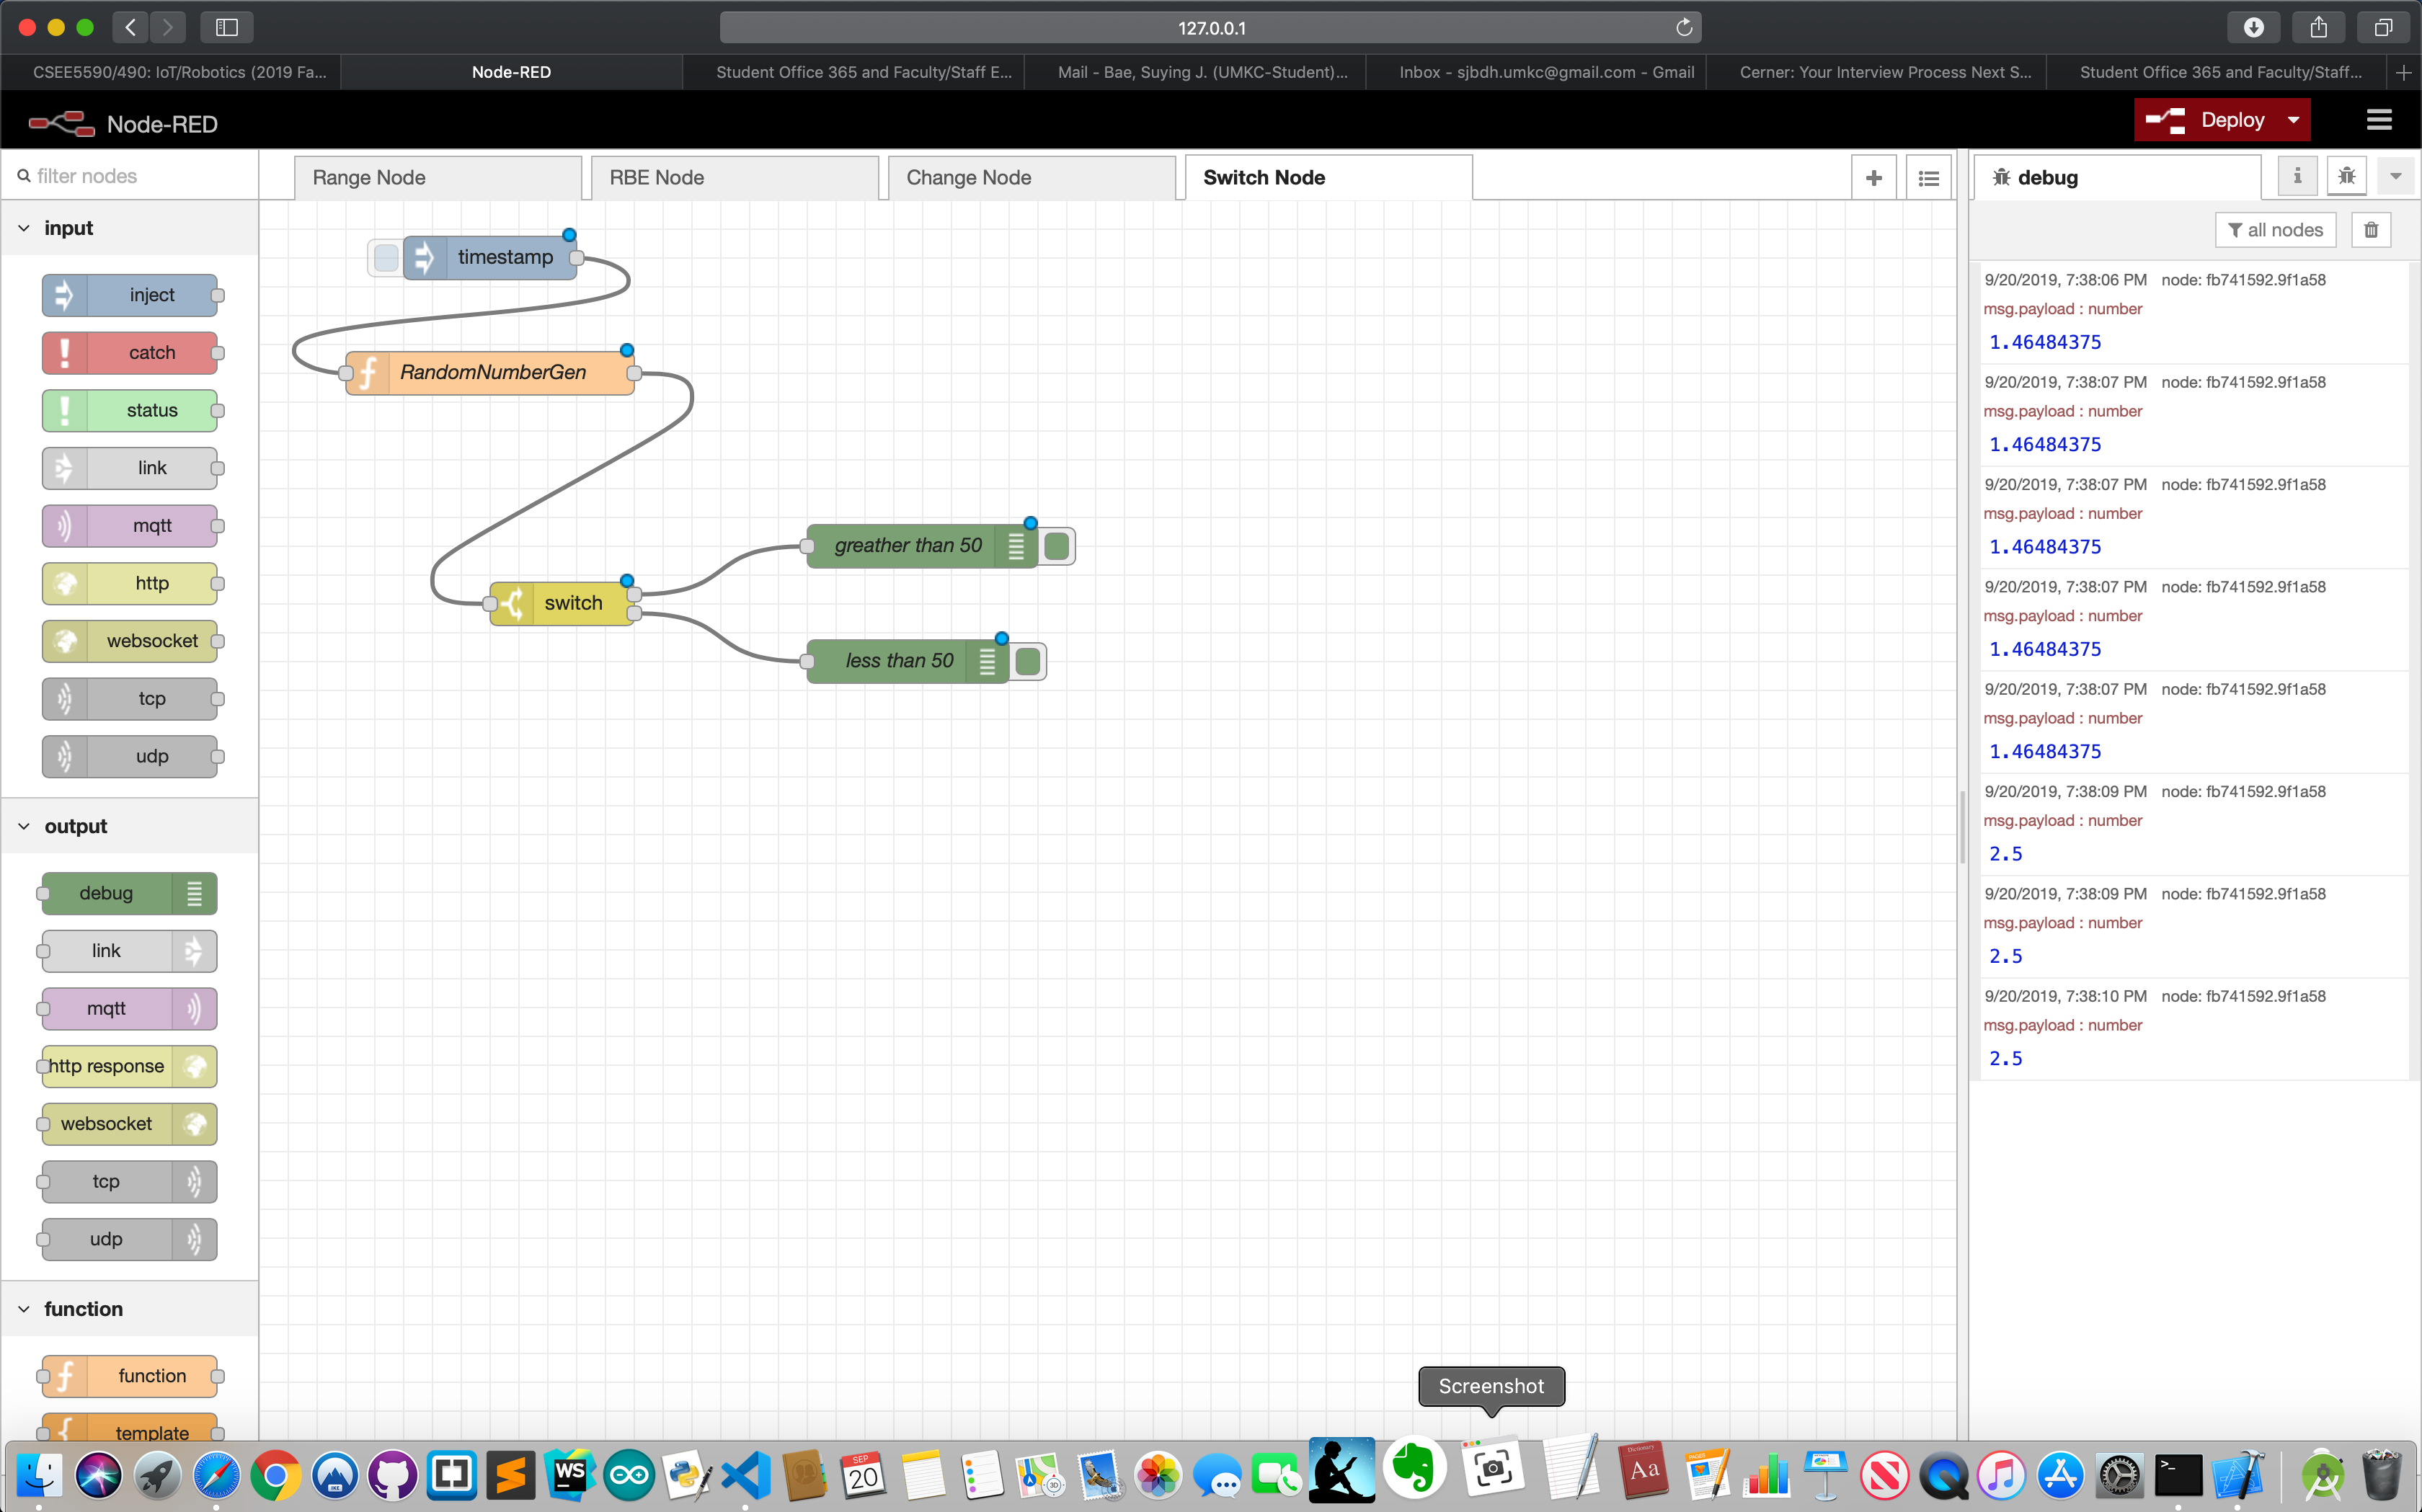 127.0.0.1
CSEE5590/490: IoT/Robotics (2019 Fa...
Node-RED
Student Office 365 and Faculty/Staff E...
Mail - Bae, Suying J. (UMKC-Student)...
Inbox - sjbdh.umkc@gmail.com - Gmail
Cerner: Your Interview Process Next S...
Student Office 365 and Faculty/Staff...
Node-RED
Deploy
filter nodes
Range Node
RBE Node
Change Node
Switch Node
debug
all nodes
input
inject
catch
status
link
mqtt
http
websocket
tcp
udp
output
debug
link
mqtt
http response
websocket
tcp
udp
function
function
template
timestamp
RandomNumberGen
switch
greather than 50
less than 50
9/20/2019, 7:38:06 PM node: fb741592.9f1a58
msg.payload : number
1.46484375
9/20/2019, 7:38:07 PM node: fb741592.9f1a58
msg.payload : number
1.46484375
9/20/2019, 7:38:07 PM node: fb741592.9f1a58
msg.payload : number
1.46484375
9/20/2019, 7:38:07 PM node: fb741592.9f1a58
msg.payload : number
1.46484375
9/20/2019, 7:38:07 PM node: fb741592.9f1a58
msg.payload : number
1.46484375
9/20/2019, 7:38:09 PM node: fb741592.9f1a58
msg.payload : number
2.5
9/20/2019, 7:38:09 PM node: fb741592.9f1a58
msg.payload : number
2.5
9/20/2019, 7:38:10 PM node: fb741592.9f1a58
msg.payload : number
2.5
Screenshot
WS
SEP
20
3D
Dictionary
Aa
PAGES